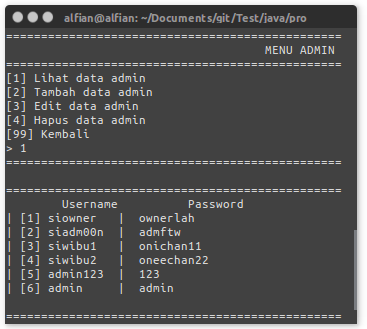 alfian@alfian: ~/Documents/git/Test/java/pro
================================================
MENU ADMIN
================================================
[1] Lihat data admin
[2] Tambah data admin
[3] Edit data admin
[4] Hapus data admin
[99] Kembali
> 1
================================================
================================================
Username Password
| [1] siowner | ownerlah
| [2] siadm00n | admftw
| [3] siwibu1 | onichan11
| [4] siwibu2 | oneechan22
| [5] admin123 | 123
| [6] admin | admin
================================================